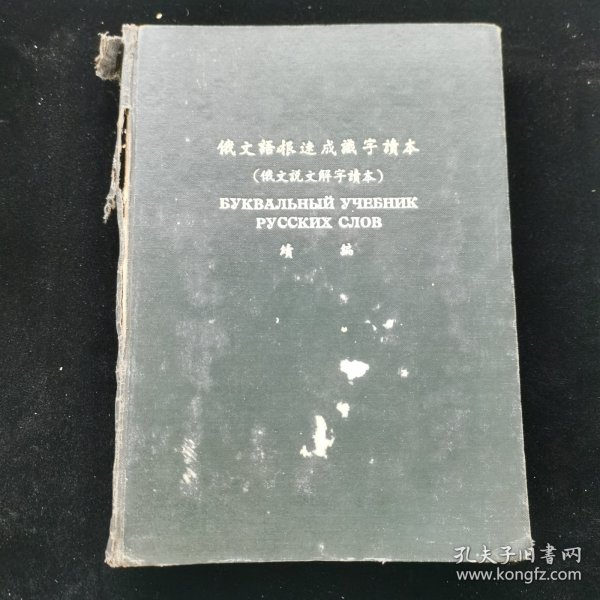 俄文語根速成識字讀本
(俄文説文解字讀本)
БУКВАЛЬНЫЙ УЧЕБНИК
РУССКИХ СЛОВ
續 編
孔夫子旧书网
www.kongfz.com